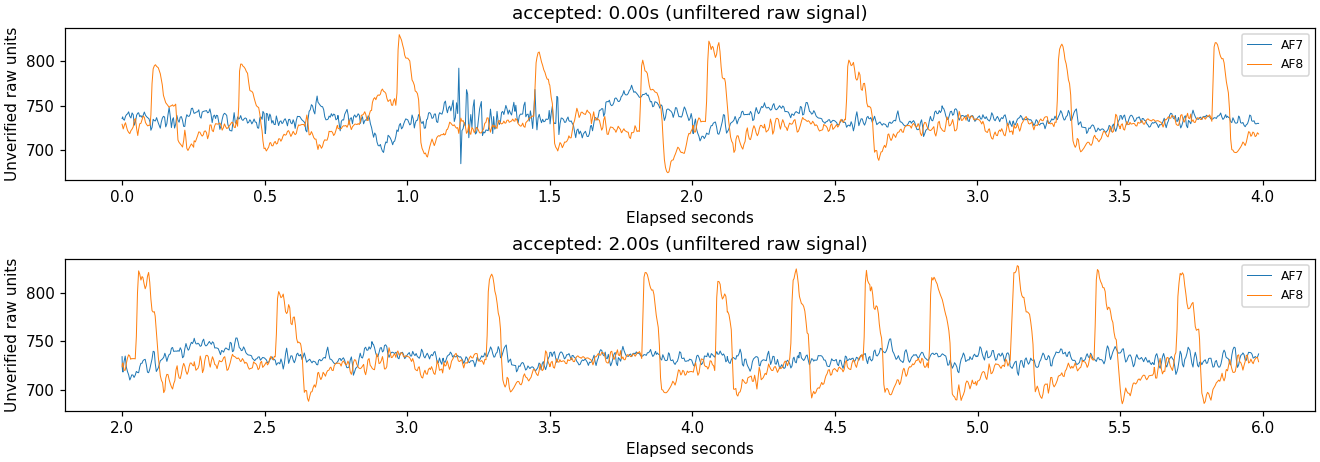 accepted: 0.00s (unfiltered raw signal)
Unverified raw units
800
750
700
AF7
AF8
0.0 0.5 1.0 1.5 2.0 2.5 3.0 3.5 4.0
Elapsed seconds
accepted: 2.00s (unfiltered raw signal)
Unverified raw units
800
750
700
AF7
AF8
2.0 2.5 3.0 3.5 4.0 4.5 5.0 5.5 6.0
Elapsed seconds